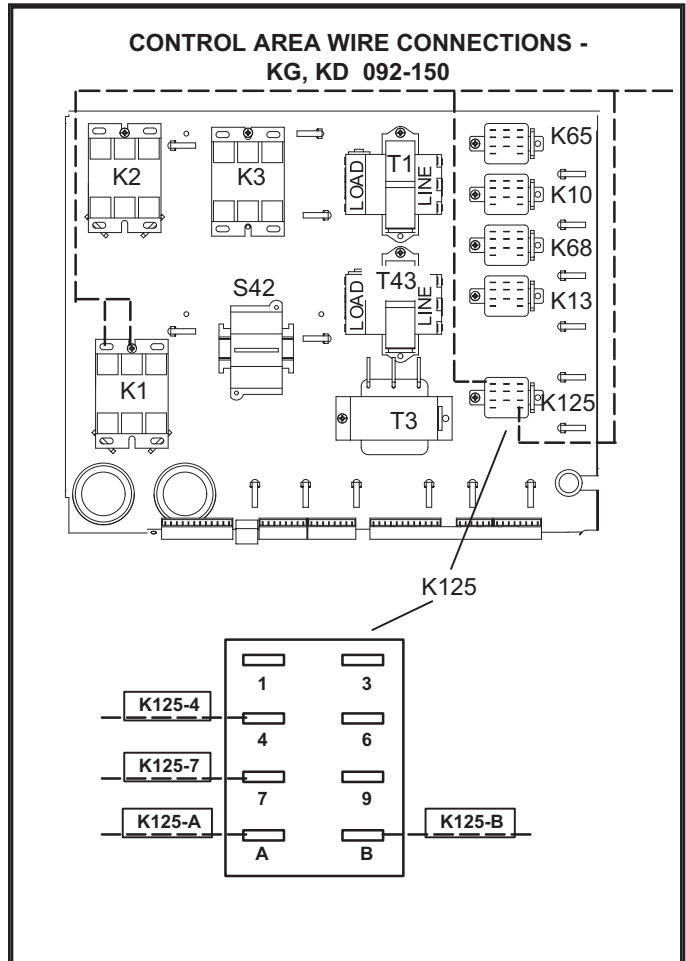 CONTROL AREA WIRE CONNECTIONS -
KG, KD 092-150
K2
K3
LOAD
T1
LINE
K65
K10
K68
K13
S42
LOAD
T43
LINE
K1
T3
K125
K125
1
3
K125-4
4
6
K125-7
7
9
K125-A
K125-B
A
B